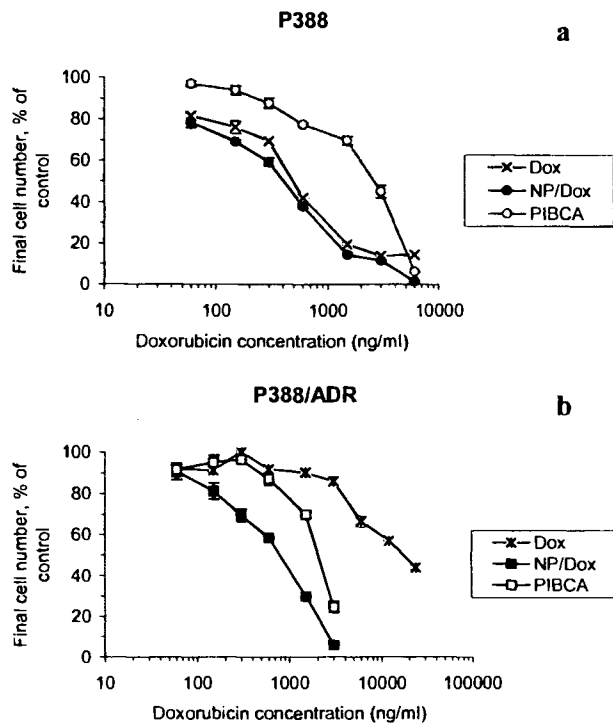 P388
a
Final cell number, % of
control
100
80
60
40
20
0
10
100
1000
10000
Doxorubicin concentration (ng/ml)
Dox
NP/Dox
PIBCA
P388/ADR
b
Final cell number, % of
control
100
80
60
40
20
0
10
100
1000
10000
100000
Doxorubicin concentration (ng/ml)
Dox
NP/Dox
PIBCA